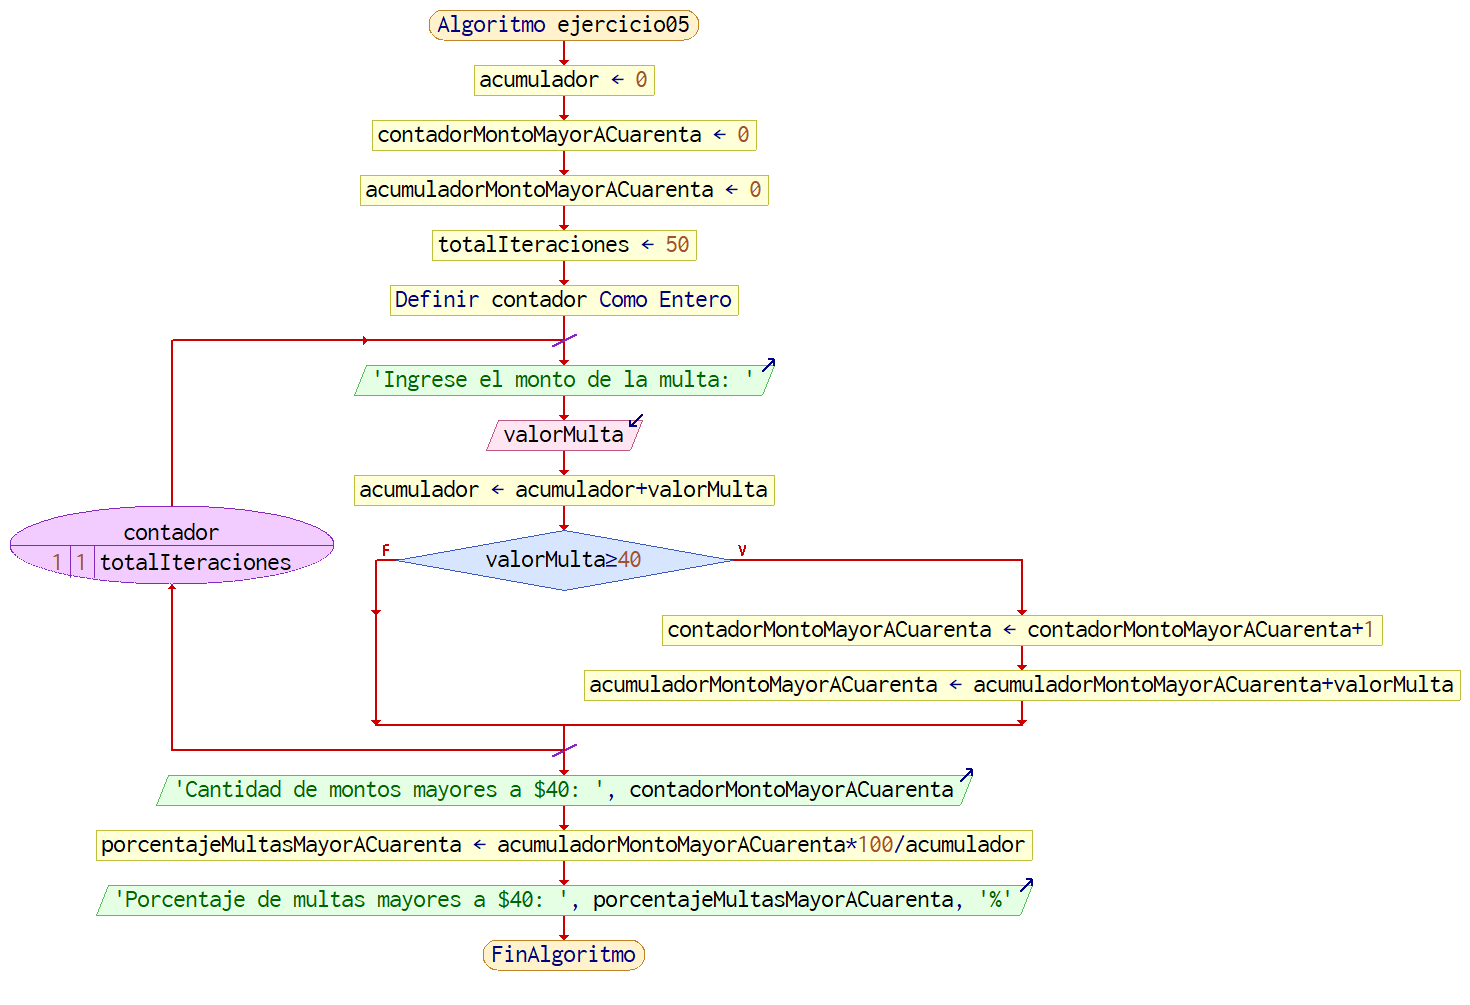 Algoritmo ejercicio05
acumulador ← 0
contadorMontoMayorACuarenta ← 0
acumuladorMontoMayorACuarenta ← 0
totalIteraciones ← 50
Definir contador Como Entero
'Ingrese el monto de la multa: '
valorMulta
acumulador ← acumulador+valorMulta
contador
1 1 totalIteraciones
F valorMulta≥40 V
contadorMontoMayorACuarenta ← contadorMontoMayorACuarenta+1
acumuladorMontoMayorACuarenta ← acumuladorMontoMayorACuarenta+valorMulta
'Cantidad de montos mayores a $40: ', contadorMontoMayorACuarenta
porcentajeMultasMayorACuarenta ← acumuladorMontoMayorACuarenta*100/acumulador
'Porcentaje de multas mayores a $40: ', porcentajeMultasMayorACuarenta, '%'
FinAlgoritmo